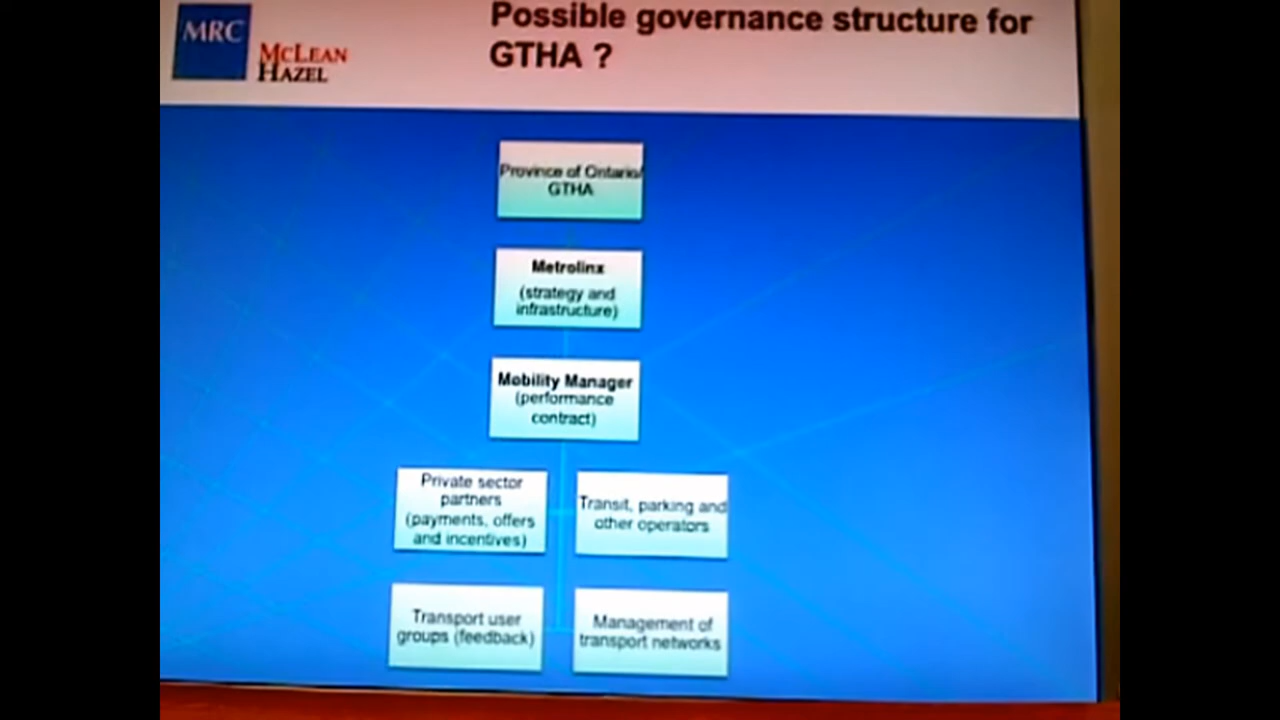 MRC
McLEAN
HAZEL
Possible governance structure for
GTHA ?
Province of Ontario/
GTHA
Metrolinx
(strategy and
infrastructure)
Mobility Manager
(performance
contract)
Private sector
partners
(payments, offers
and incentives)
Transit, parking and
other operators
Transport user
groups (feedback)
Management of
transport networks